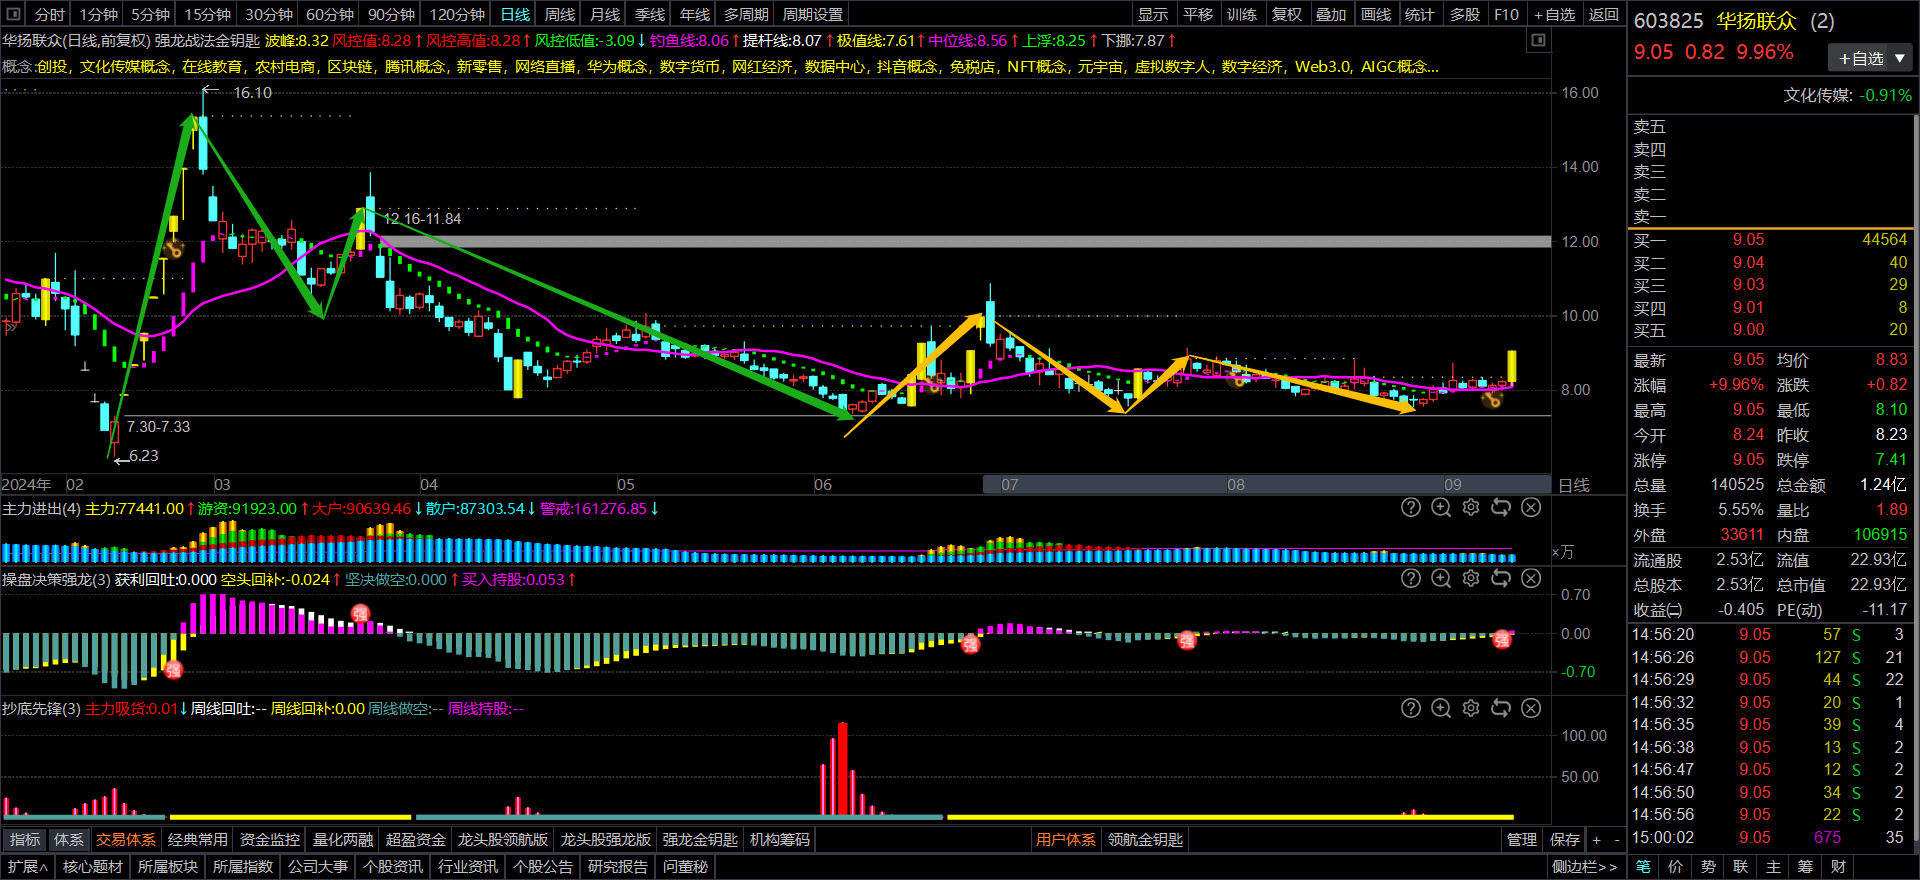 分时 1分钟 5分钟 15分钟 30分钟 60分钟 90分钟 120分钟 日线 周线 月线 季线 年线 多周期 周期设置 显示 平移 训练 复权 叠加 画线 统计 多股 F10 +自选 返回
603825 华扬联众 (2)
华扬联众(日线,前复权) 强龙战法金钥匙 波峰:8.32 风控值:8.28↑ 风控高值:8.28↑ 风控低值:-3.09↓ 钓鱼线:8.06↑ 提杆线:8.07↑ 极值线:7.61↑ 中位线:8.56↑ 上浮:8.25↑ 下挪:7.87↑
9.05 0.82 9.96% +自选 ▼
概念:创投, 文化传媒概念, 在线教育, 农村电商, 区块链, 腾讯概念, 新零售, 网络直播, 华为概念, 数字货币, 网红经济, 数据中心, 抖音概念, 免税店, NFT概念, 元宇宙, 虚拟数字人, 数字经济, Web3.0, AIGC概念...
文化传媒: -0.91%
16.10
16.00
14.00
12.16-11.84
12.00
10.00
8.00
7.30-7.33
6.23
2024年 02 03 04 05 06 07 08 09 日线
卖五
卖四
卖三
卖二
卖一
买一 9.05 44564
买二 9.04 40
买三 9.03 29
买四 9.01 8
买五 9.00 20
最新 9.05 均价 8.83
涨幅 +9.96% 涨跌 +0.82
最高 9.05 最低 8.10
今开 8.24 昨收 8.23
涨停 9.05 跌停 7.41
总量 140525 总金额 1.24亿
换手 5.55% 量比 1.89
外盘 33611 内盘 106915
流通股 2.53亿 流值 22.93亿
总股本 2.53亿 总市值 22.93亿
收益㈡ -0.405 PE(动) -11.17
主力进出(4) 主力:77441.00↑ 游资:91923.00↑ 大户:90639.46↓ 散户:87303.54↓ 警戒:161276.85↓
×万
操盘决策强龙(3) 获利回吐:0.000 空头回补:-0.024↑ 坚决做空:0.000↑ 买入持股:0.053↑
0.70
0.00
-0.70
强
强
强
强
强
抄底先锋(3) 主力吸货:0.01↓ 周线回吐:-- 周线回补:0.00 周线做空:-- 周线持股:--
100.00
50.00
14:56:20 9.05 57 S 3
14:56:26 9.05 127 S 21
14:56:29 9.05 44 S 22
14:56:32 9.05 20 S 1
14:56:35 9.05 39 S 4
14:56:38 9.05 13 S 2
14:56:47 9.05 12 S 2
14:56:50 9.05 34 S 2
14:56:56 9.05 22 S 2
15:00:02 9.05 675 35
指标 体系 交易体系 经典常用 资金监控 量化两融 超盈资金 龙头股领航版 龙头股强龙版 强龙金钥匙 机构筹码 用户体系 领航金钥匙 管理 保存 + -
扩展∧ 核心题材 所属板块 所属指数 公司大事 个股资讯 行业资讯 个股公告 研究报告 问董秘 侧边栏>> 笔 价 势 联 主 筹 财